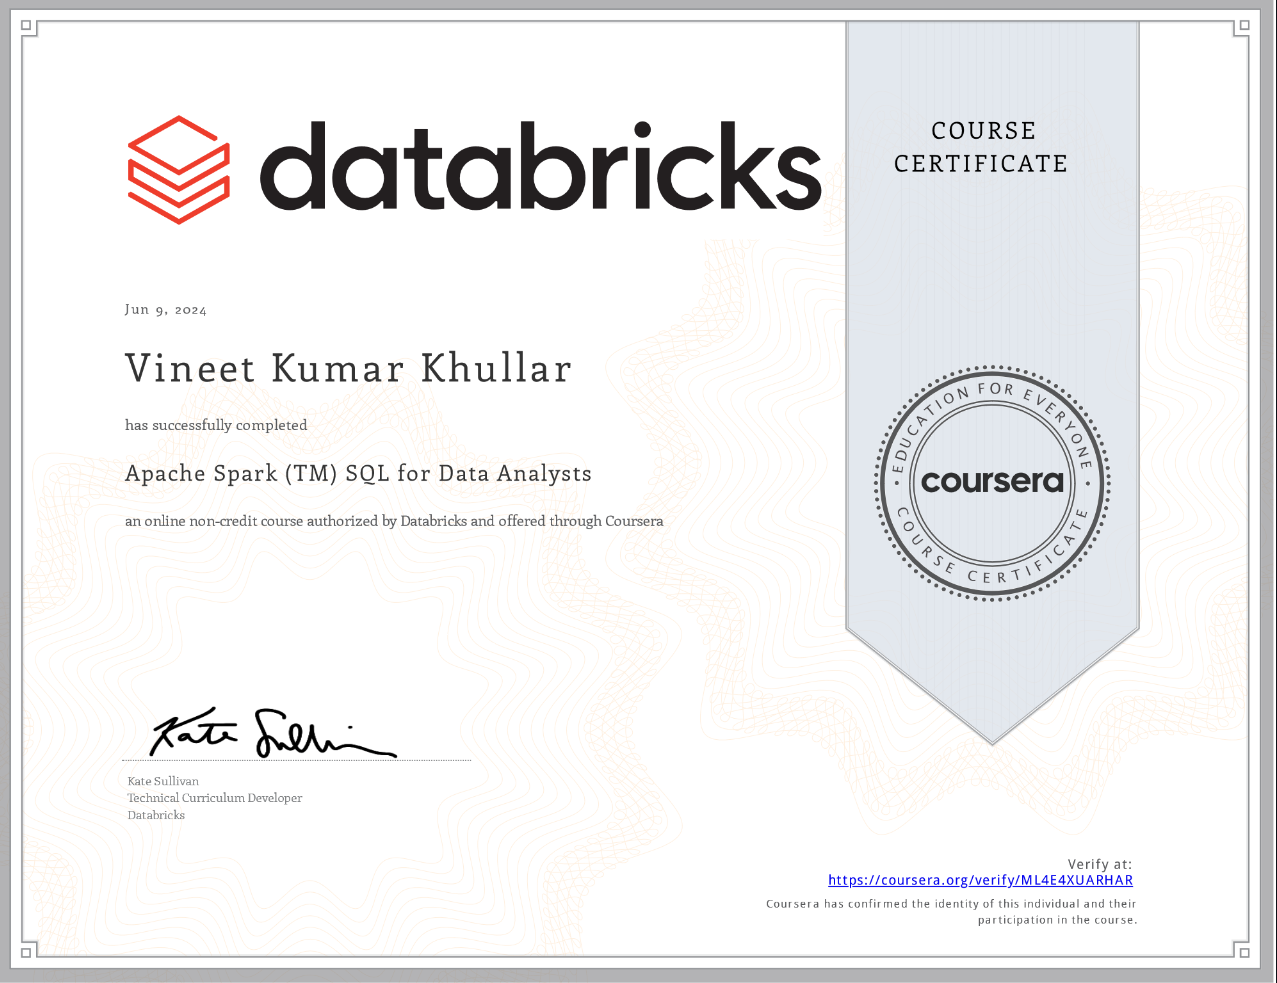 databricks
COURSE
CERTIFICATE
Jun 9, 2024
Vineet Kumar Khullar
has successfully completed
Apache Spark (TM) SQL for Data Analysts
an online non-credit course authorized by Databricks and offered through Coursera
EDUCATION FOR EVERYONE
coursera
COURSE CERTIFICATE
Kate Sullivan
Kate Sullivan
Technical Curriculum Developer
Databricks
Verify at:
https://coursera.org/verify/ML4E4XUARHAR
Coursera has confirmed the identity of this individual and their
participation in the course.